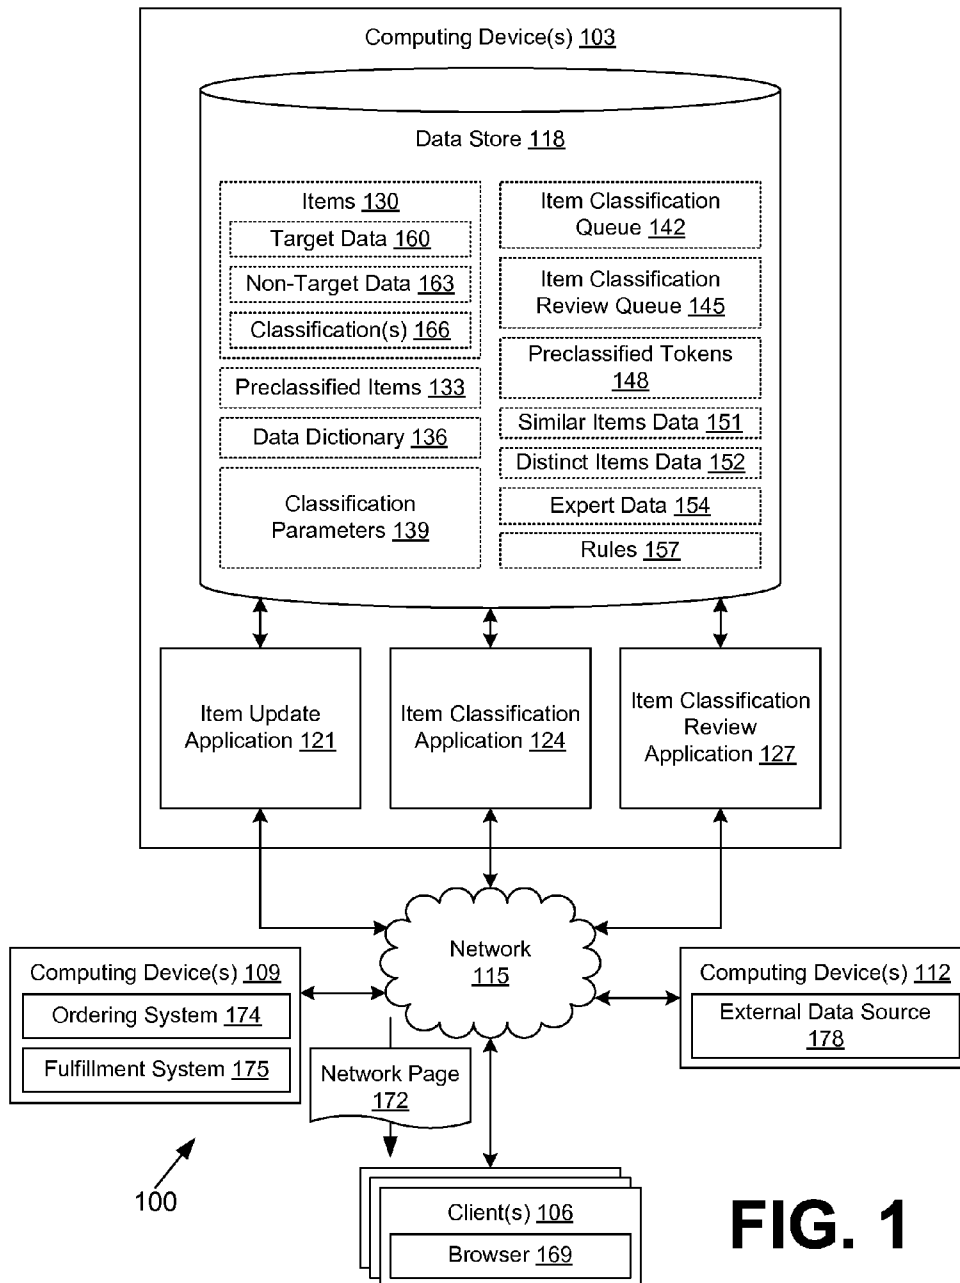 Computing Device(s) 103
Data Store 118
Items 130
Target Data 160
Non-Target Data 163
Classification(s) 166
Preclassified Items 133
Data Dictionary 136
Classification
Parameters 139
Item Classification
Queue 142
Item Classification
Review Queue 145
Preclassified Tokens
148
Similar Items Data 151
Distinct Items Data 152
Expert Data 154
Rules 157
Item Update
Application 121
Item Classification
Application 124
Item Classification
Review
Application 127
Network
115
Computing Device(s) 109
Ordering System 174
Fulfillment System 175
Computing Device(s) 112
External Data Source
178
Network Page
172
100
Client(s) 106
Browser 169
FIG. 1